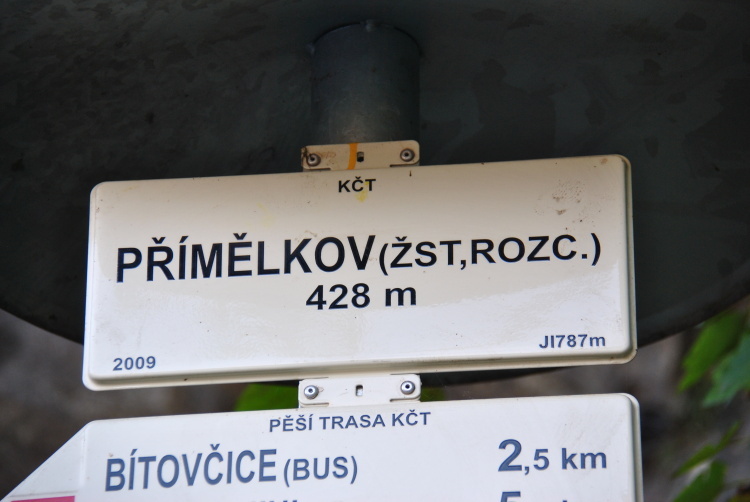 KČT
PŘÍMĚLKOV (ŽST,ROZC.)
428 m
2009 JI787m
PĚŠÍ TRASA KČT
BÍTOVČICE (BUS) 2,5 km